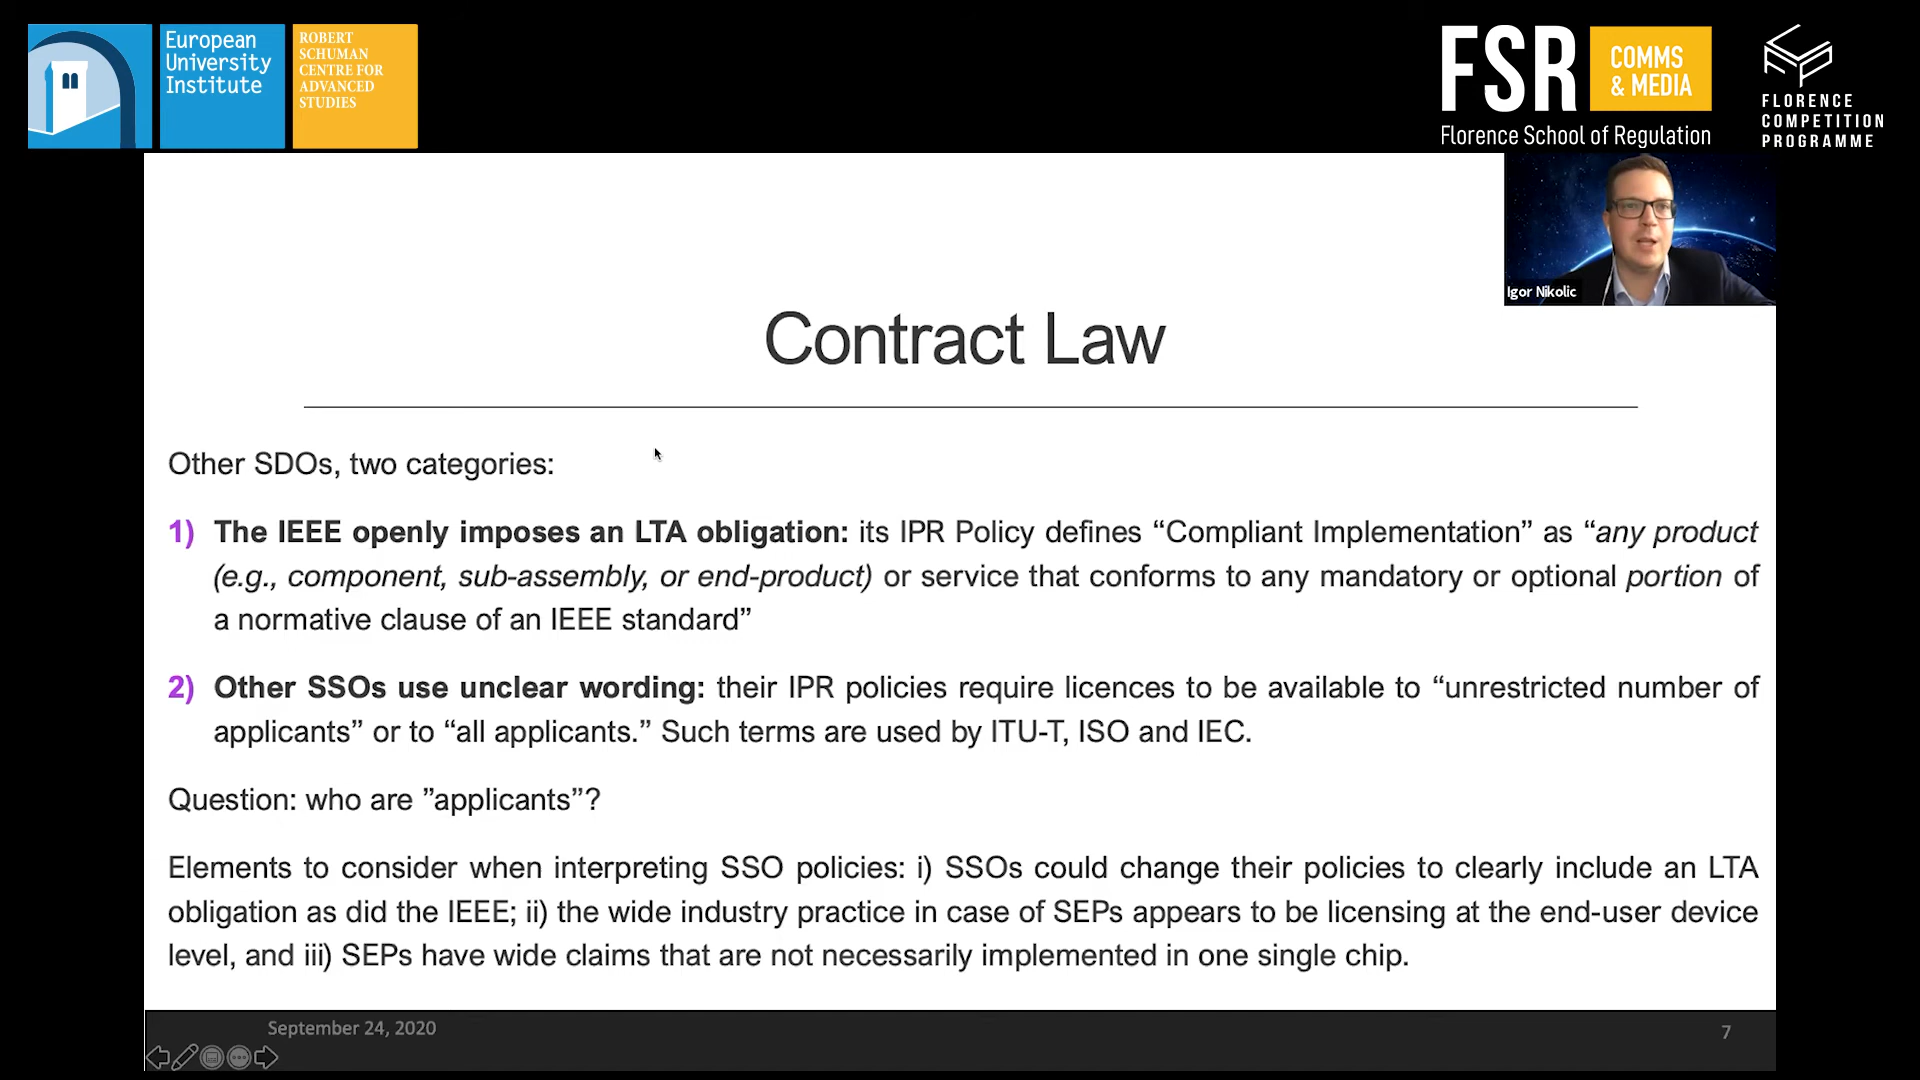 European
University
Institute
ROBERT
SCHUMAN
CENTRE FOR
ADVANCED
STUDIES
FSR
COMMS
& MEDIA
Florence School of Regulation
FLORENCE
COMPETITION
PROGRAMME
Igor Nikolic
Contract Law
Other SDOs, two categories:
1) The IEEE openly imposes an LTA obligation: its IPR Policy defines “Compliant Implementation” as “any product
(e.g., component, sub-assembly, or end-product) or service that conforms to any mandatory or optional portion of
a normative clause of an IEEE standard”
2) Other SSOs use unclear wording: their IPR policies require licences to be available to “unrestricted number of
applicants” or to “all applicants.” Such terms are used by ITU-T, ISO and IEC.
Question: who are ”applicants”?
Elements to consider when interpreting SSO policies: i) SSOs could change their policies to clearly include an LTA
obligation as did the IEEE; ii) the wide industry practice in case of SEPs appears to be licensing at the end-user device
level, and iii) SEPs have wide claims that are not necessarily implemented in one single chip.
September 24, 2020
7